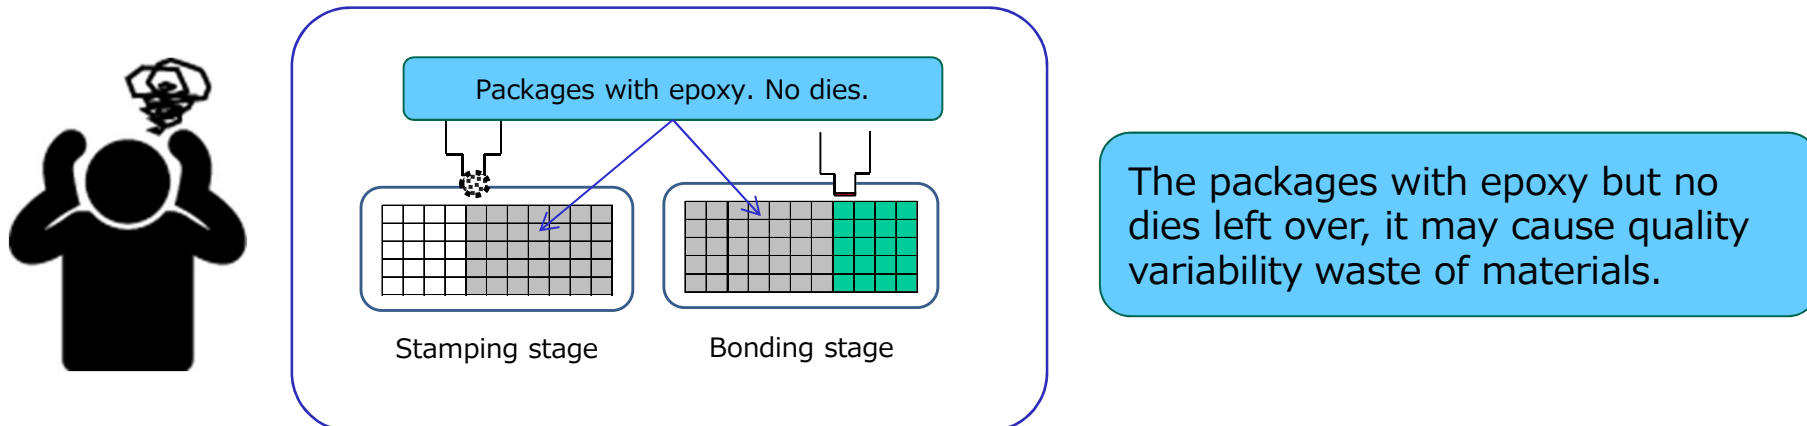 Packages with epoxy. No dies.
Stamping stage
Bonding stage
The packages with epoxy but no
dies left over, it may cause quality
variability waste of materials.